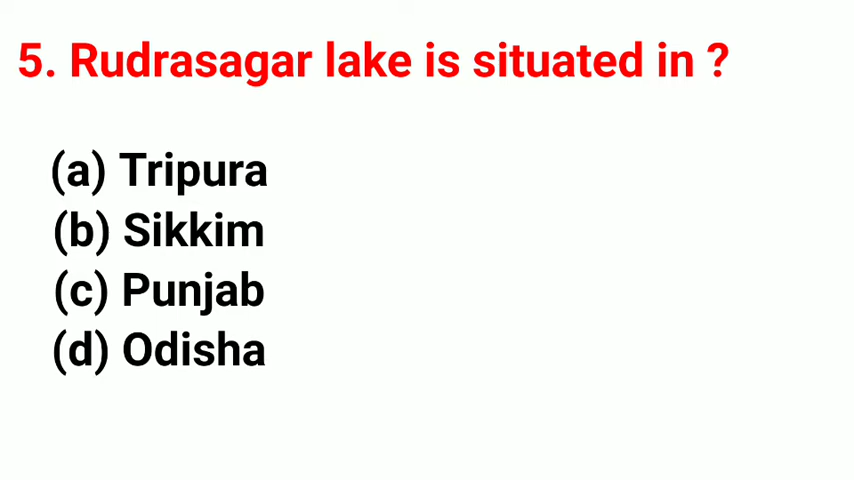 5. Rudrasagar lake is situated in ?
(a) Tripura
(b) Sikkim
(c) Punjab
(d) Odisha